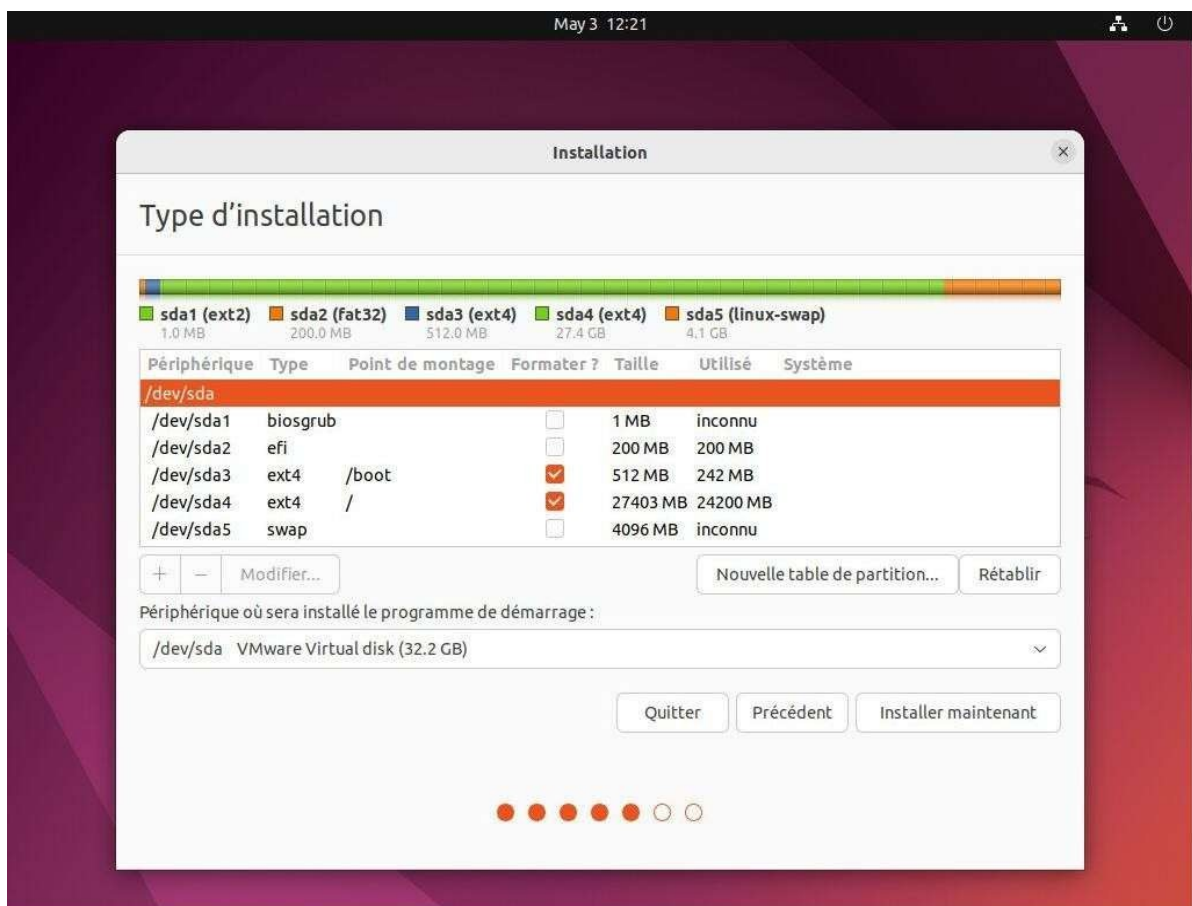 May 3 12:21
Installation
Type d’installation
sda1 (ext2) sda2 (fat32) sda3 (ext4) sda4 (ext4) sda5 (linux-swap)
1.0 MB 200.0 MB 512.0 MB 27.4 GB 4.1 GB
Périphérique Type Point de montage Formater ? Taille Utilisé Système
/dev/sda
/dev/sda1 biosgrub 1 MB inconnu
/dev/sda2 efi 200 MB 200 MB
/dev/sda3 ext4 /boot 512 MB 242 MB
/dev/sda4 ext4 / 27403 MB 24200 MB
/dev/sda5 swap 4096 MB inconnu
+ − Modifier... Nouvelle table de partition... Rétablir
Périphérique où sera installé le programme de démarrage :
/dev/sda VMware Virtual disk (32.2 GB)
Quitter Précédent Installer maintenant